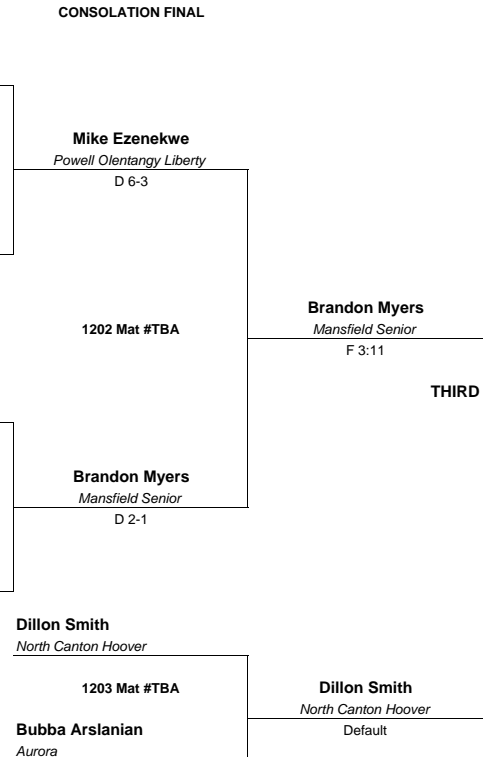 CONSOLATION FINAL
Mike Ezenekwe
Powell Olentangy Liberty
D 6-3
Brandon Myers
1202 Mat #TBA
Mansfield Senior
F 3:11
THIRD
Brandon Myers
Mansfield Senior
D 2-1
Dillon Smith
North Canton Hoover
1203 Mat #TBA
Dillon Smith
North Canton Hoover
Bubba Arslanian
Default
Aurora